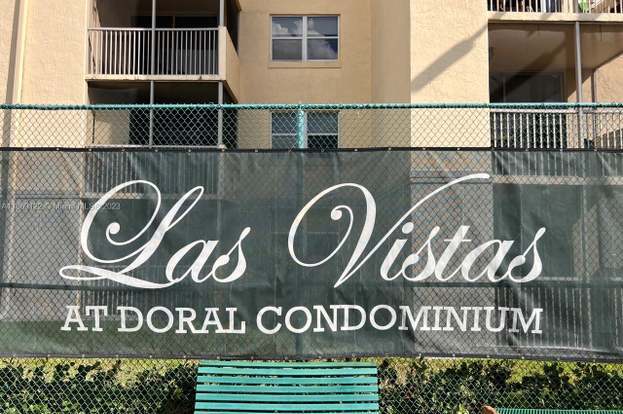 Las Vistas
AT DORAL CONDOMINIUM